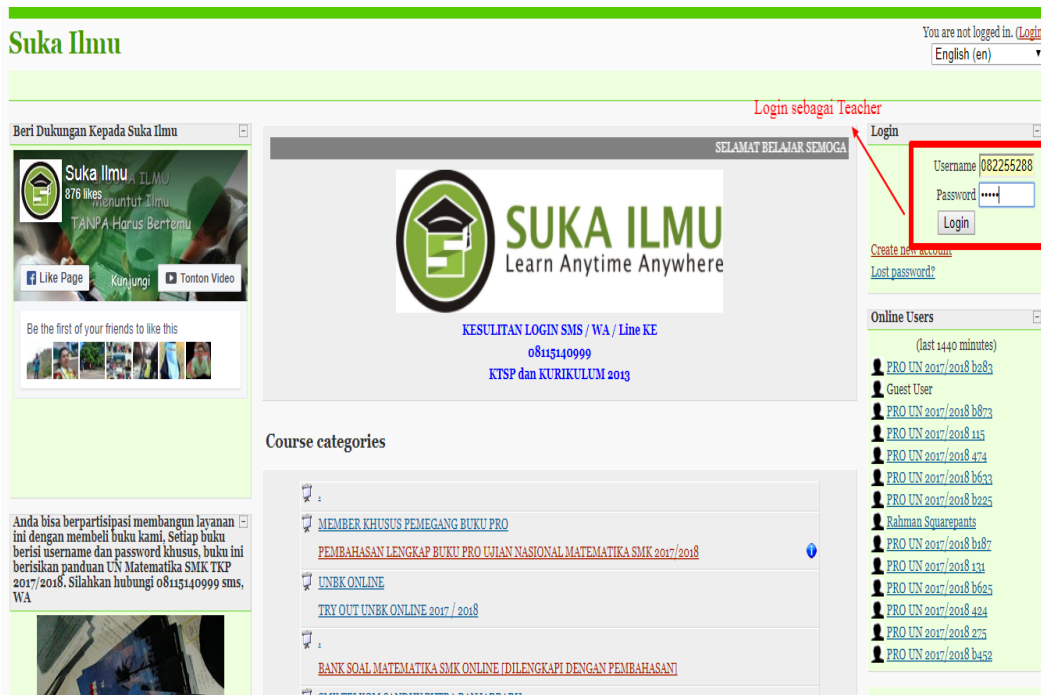 Suka Ilmu
You are not logged in. (Login
English (en)
Login sebagai Teacher
Beri Dukungan Kepada Suka Ilmu
Suka Ilmu
876 likes
ILMU
Menuntut Ilmu
TANPA Harus Bertemu
Like Page
Kunjungi
Tonton Video
Be the first of your friends to like this
Anda bisa berpartisipasi membangun layanan
ini dengan membeli buku kami, Setiap buku
berisi username dan password khusus, buku ini
berisikan panduan UN Matematika SMK TKP
2017/2018. Silahkan hubungi 08115140999 sms,
WA
SELAMAT BELAJAR SEMOGA
SUKA ILMU
Learn Anytime Anywhere
KESULITAN LOGIN SMS / WA / Line KE
08115140999
KTSP dan KURIKULUM 2013
Course categories
.
MEMBER KHUSUS PEMEGANG BUKU PRO
PEMBAHASAN LENGKAP BUKU PRO UJIAN NASIONAL MATEMATIKA SMK 2017/2018
UNBK ONLINE
TRY OUT UNBK ONLINE 2017 / 2018
.
BANK SOAL MATEMATIKA SMK ONLINE [DILENGKAPI DENGAN PEMBAHASAN]
Login
Username 082255288
Password •••••
Login
Create new account
Lost password?
Online Users
(last 1440 minutes)
PRO UN 2017/2018 b283
Guest User
PRO UN 2017/2018 b873
PRO UN 2017/2018 115
PRO UN 2017/2018 474
PRO UN 2017/2018 b633
PRO UN 2017/2018 b225
Rahman Squarepants
PRO UN 2017/2018 b187
PRO UN 2017/2018 131
PRO UN 2017/2018 b625
PRO UN 2017/2018 424
PRO UN 2017/2018 275
PRO UN 2017/2018 b452